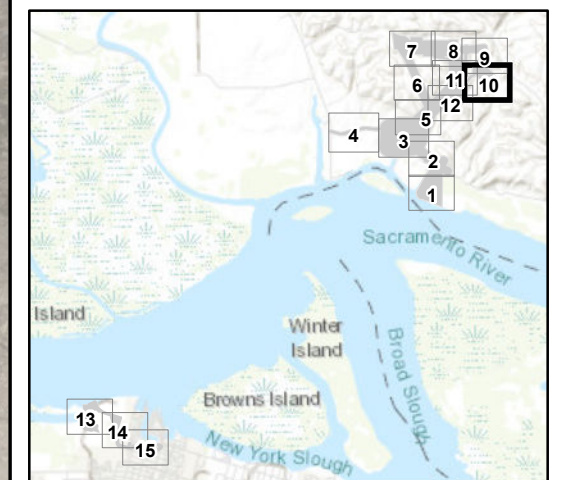 7
8
9
6
11
10
12
5
4
3
2
1
Sacramento River
Island
Winter
Island
Broad Slough
Browns Island
13
14
15
New York Slough